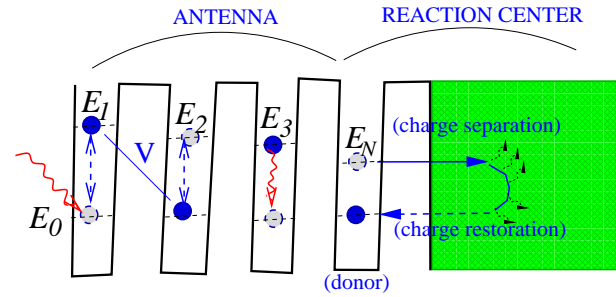 ANTENNA
REACTION CENTER
E1
E2
E3
EN
(charge separation)
V
E0
(charge restoration)
(donor)